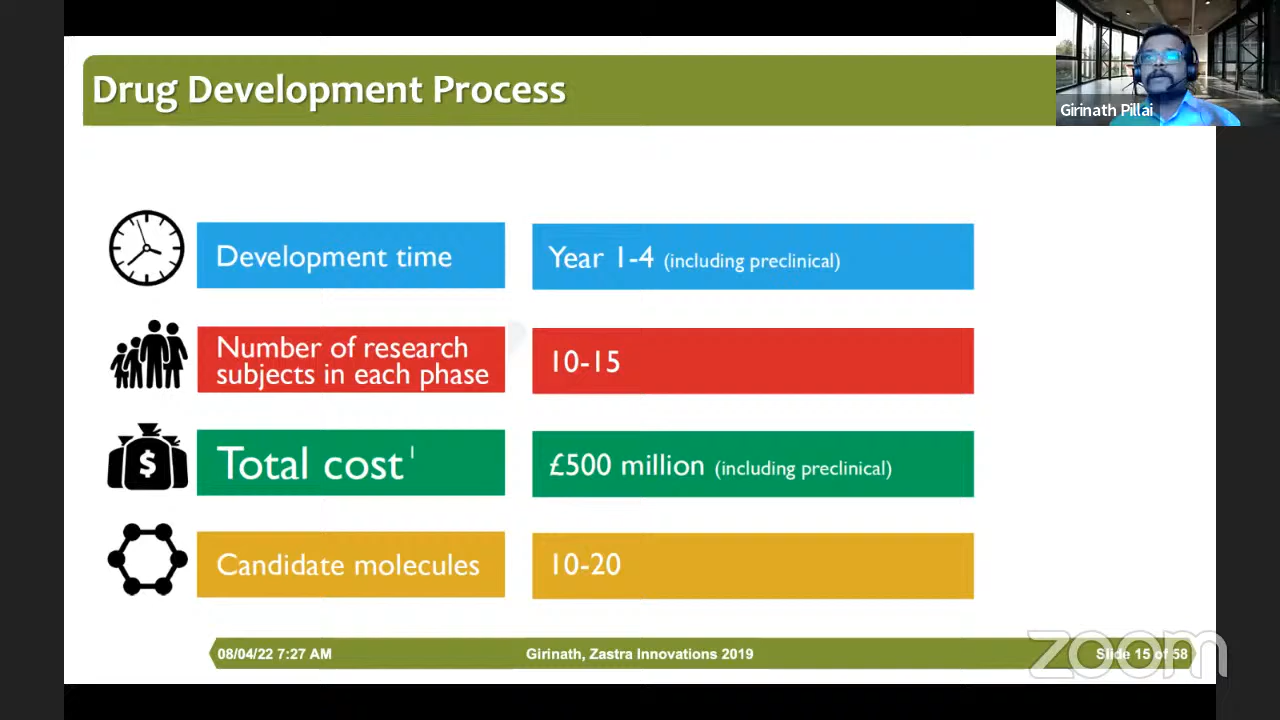 Drug Development Process
Girinath Pillai
Development time
Year 1-4 (including preclinical)
Number of research
subjects in each phase
10-15
Total cost¹
£500 million (including preclinical)
Candidate molecules
10-20
08/04/22 7:27 AM
Girinath, Zastra Innovations 2019
Slide 15 of 58
zoom